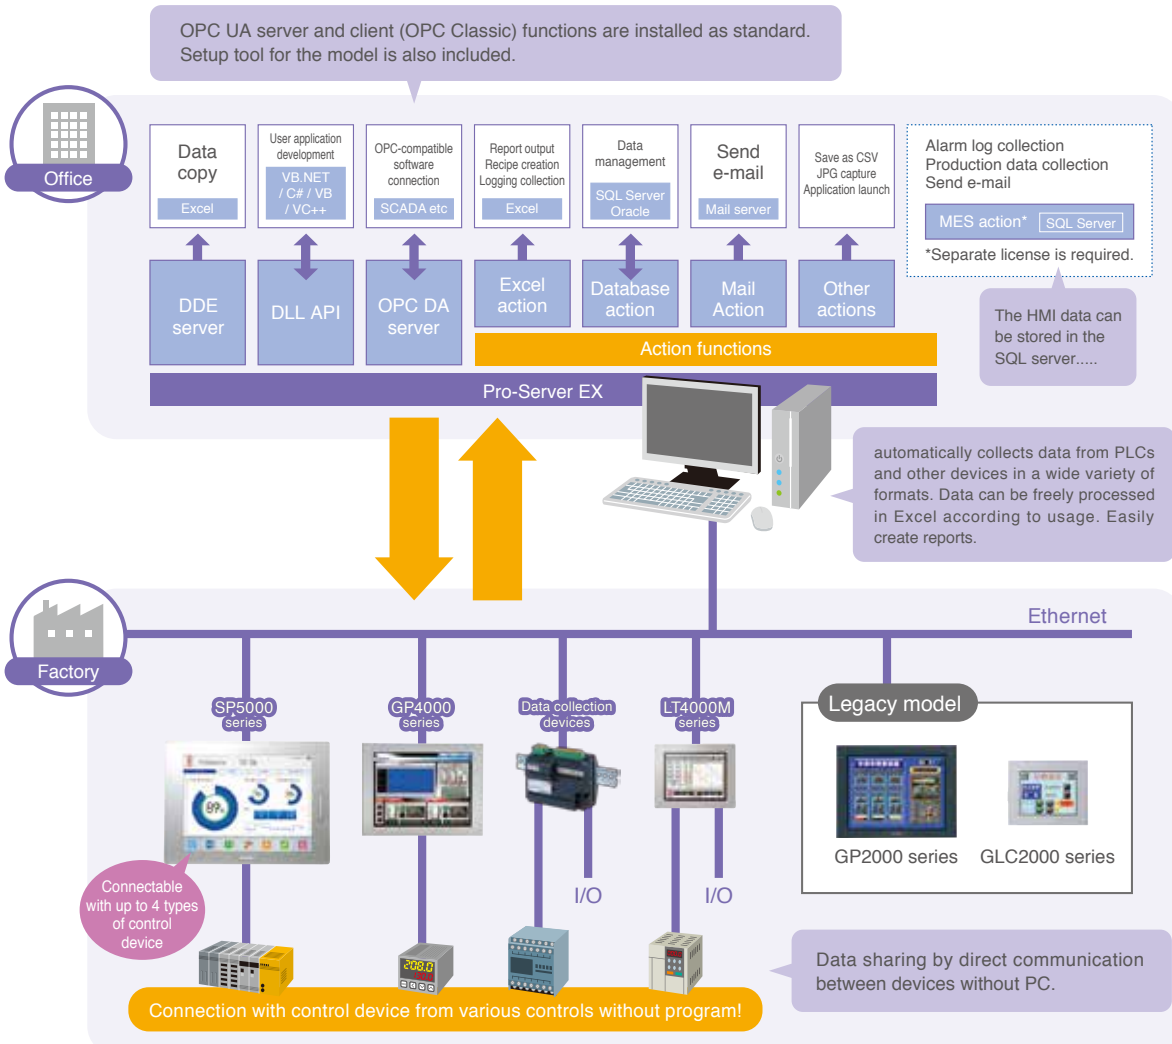 OPC UA server and client (OPC Classic) functions are installed as standard.
Setup tool for the model is also included.
Office
Data
copy
Excel
User application
development
VB.NET
/ C# / VB
/ VC++
OPC-compatible
software
connection
SCADA etc
Report output
Recipe creation
Logging collection
Excel
Data
management
SQL Server
Oracle
Send
e-mail
Mail server
Save as CSV
JPG capture
Application launch
Alarm log collection
Production data collection
Send e-mail
MES action*
SQL Server
*Separate license is required.
DDE
server
DLL API
OPC DA
server
Excel
action
Database
action
Mail
Action
Other
actions
The HMI data can
be stored in the
SQL server.....
Action functions
Pro-Server EX
automatically collects data from PLCs
and other devices in a wide variety of
formats. Data can be freely processed
in Excel according to usage. Easily
create reports.
Factory
Ethernet
SP5000
series
GP4000
series
Data collection
devices
LT4000M
series
Legacy model
89%
GP2000 series
GLC2000 series
Connectable
with up to 4 types
of control
device
I/O
I/O
208.0
Data sharing by direct communication
between devices without PC.
Connection with control device from various controls without program!